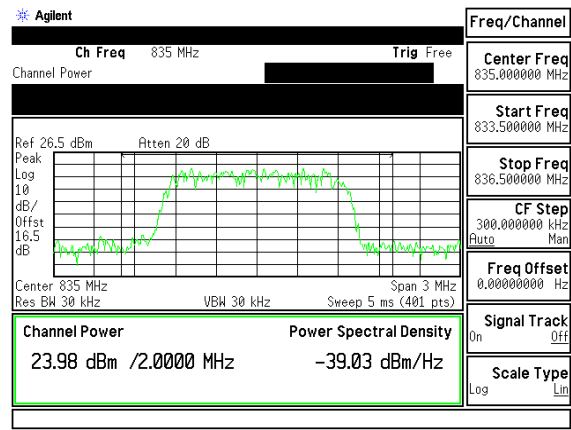 Agilent
Freq/Channel
Ch Freq 835 MHz Trig Free
Channel Power
Center Freq
835.000000 MHz
Start Freq
833.500000 MHz
Ref 26.5 dBm Atten 20 dB
Peak
Log
10
dB/
Offst
16.5
dB
Stop Freq
836.500000 MHz
CF Step
300.000000 kHz
Auto Man
Center 835 MHz Span 3 MHz
Res BW 30 kHz VBW 30 kHz Sweep 5 ms (401 pts)
Freq Offset
0.00000000 Hz
Channel Power Power Spectral Density
23.98 dBm /2.0000 MHz -39.03 dBm/Hz
Signal Track
On Off
Scale Type
Log Lin